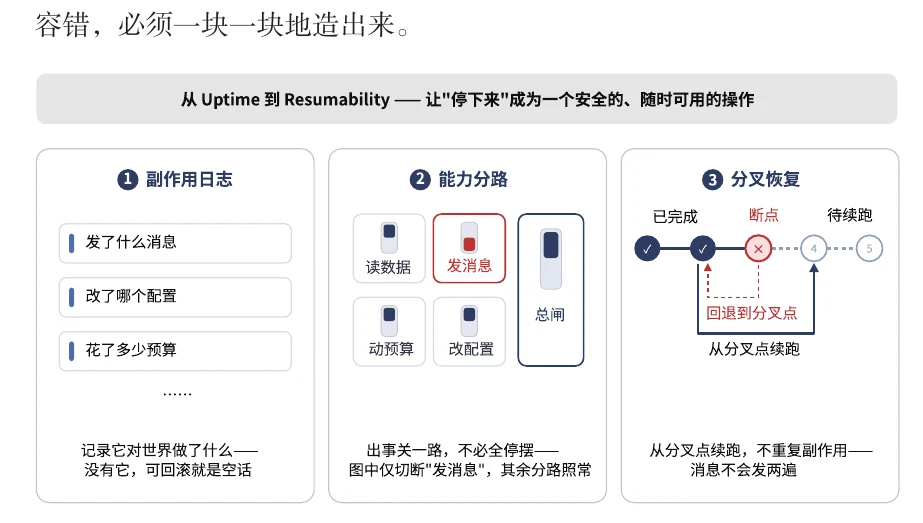 容错，必须一块一块地造出来。
从 Uptime 到 Resumability —— 让"停下来"成为一个安全的、随时可用的操作
1 副作用日志
发了什么消息
改了哪个配置
花了多少预算
……
记录它对世界做了什么——
没有它，可回滚就是空话
2 能力分路
读数据
发消息
动预算
改配置
总闸
出事关一路，不必全停摆——
图中仅切断"发消息"，其余分路照常
3 分叉恢复
已完成
断点
待续跑
✓ ✓ × 4 5
回退到分叉点
从分叉点续跑
从分叉点续跑，不重复副作用——
消息不会发两遍